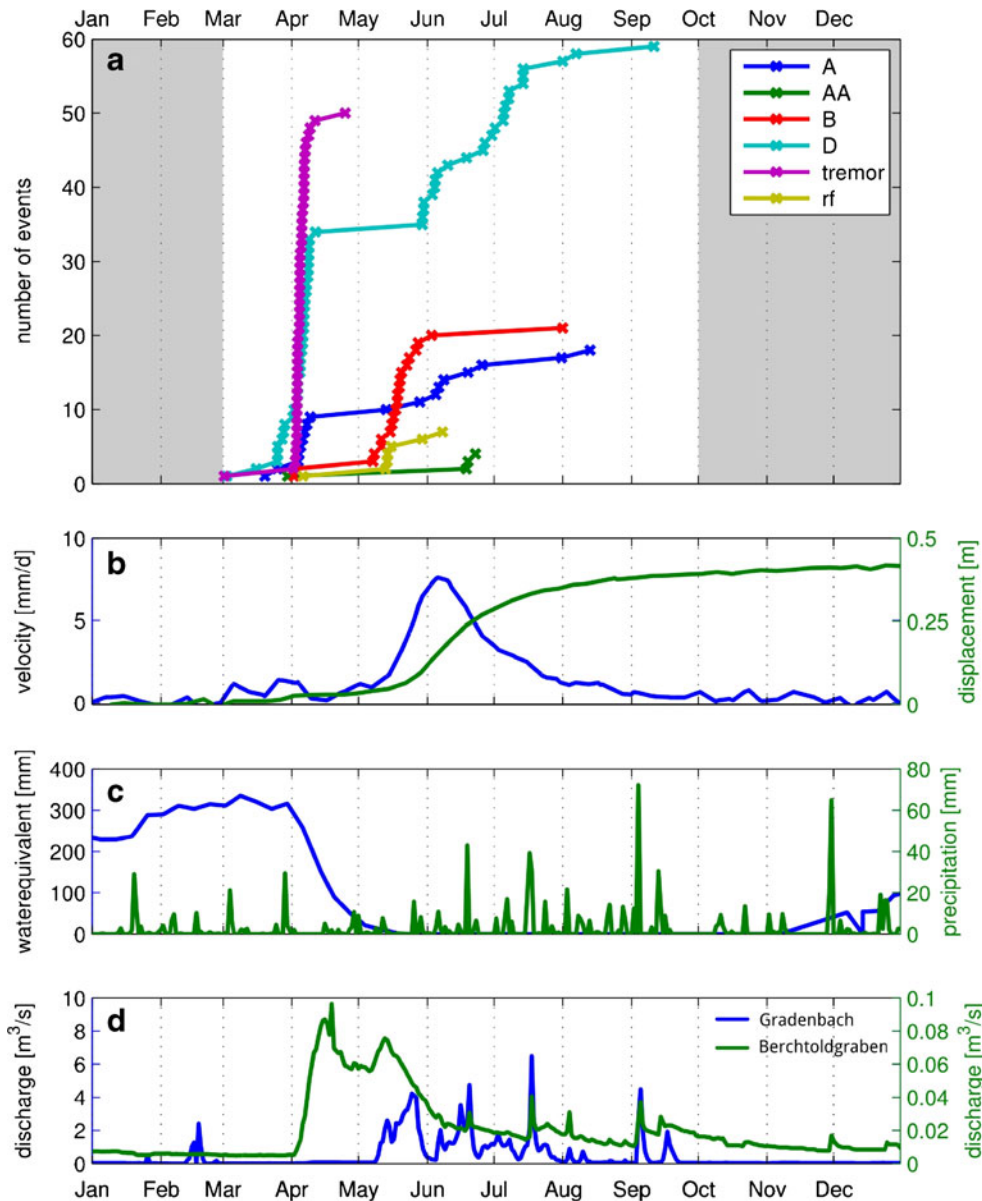 Jan Feb Mar Apr May Jun Jul Aug Sep Oct Nov Dec
a
number of events
60
50
40
30
20
10
0
A
AA
B
D
tremor
rf
b
velocity [mm/d]
10
5
0
displacement [m]
0.5
0.25
0
c
waterequivalent [mm]
400
300
200
100
0
precipitation [mm]
80
60
40
20
0
d
discharge [m³/s]
10
8
6
4
2
0
Gradenbach
Berchtoldgraben
discharge [m³/s]
0.1
0.08
0.06
0.04
0.02
0
Jan Feb Mar Apr May Jun Jul Aug Sep Oct Nov Dec